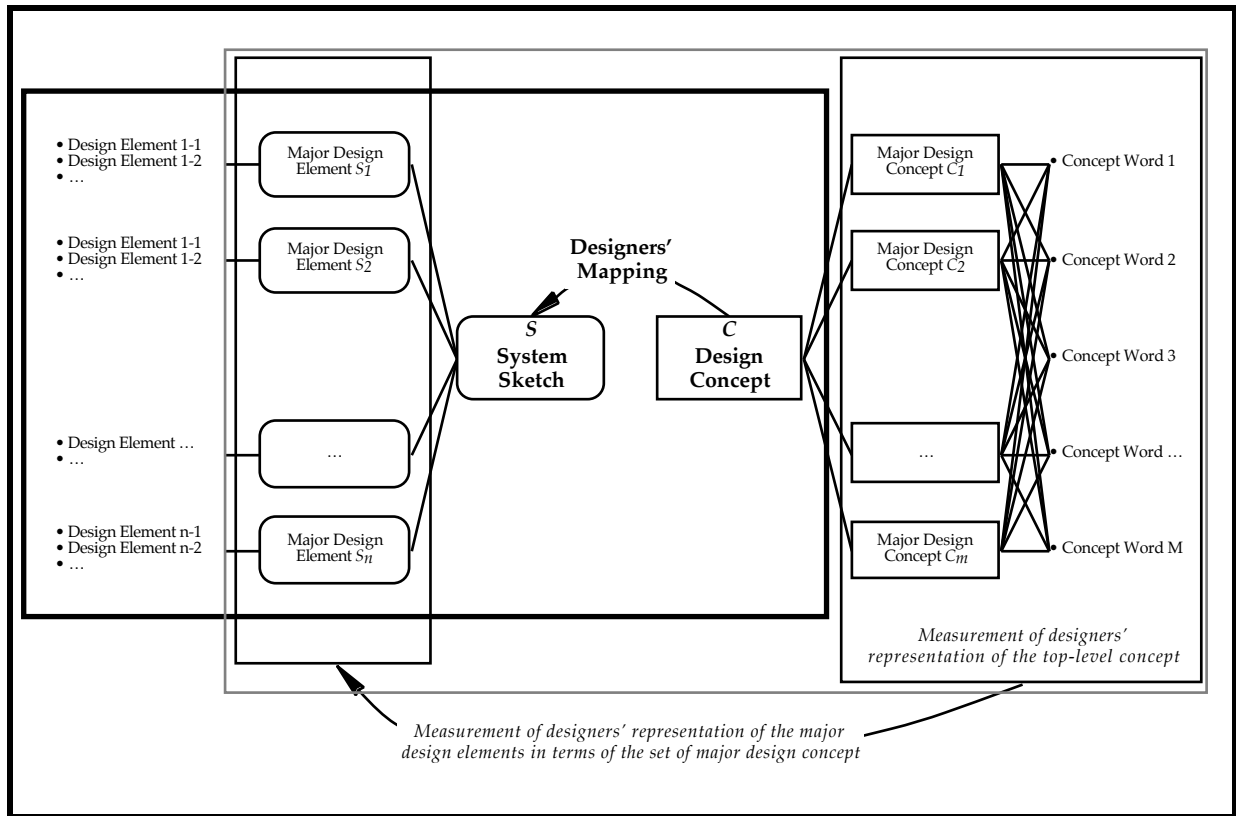 • Design Element 1-1
• Design Element 1-2
• …
Major Design
Element S1
• Design Element 1-1
• Design Element 1-2
• …
Major Design
Element S2
• Design Element …
• …
…
• Design Element n-1
• Design Element n-2
• …
Major Design
Element Sn
Designers’
Mapping
S
System
Sketch
C
Design
Concept
Major Design
Concept C1
Major Design
Concept C2
…
Major Design
Concept Cm
• Concept Word 1
• Concept Word 2
• Concept Word 3
• Concept Word …
• Concept Word M
Measurement of designers’
representation of the top-level concept
Measurement of designers’ representation of the major
design elements in terms of the set of major design concept